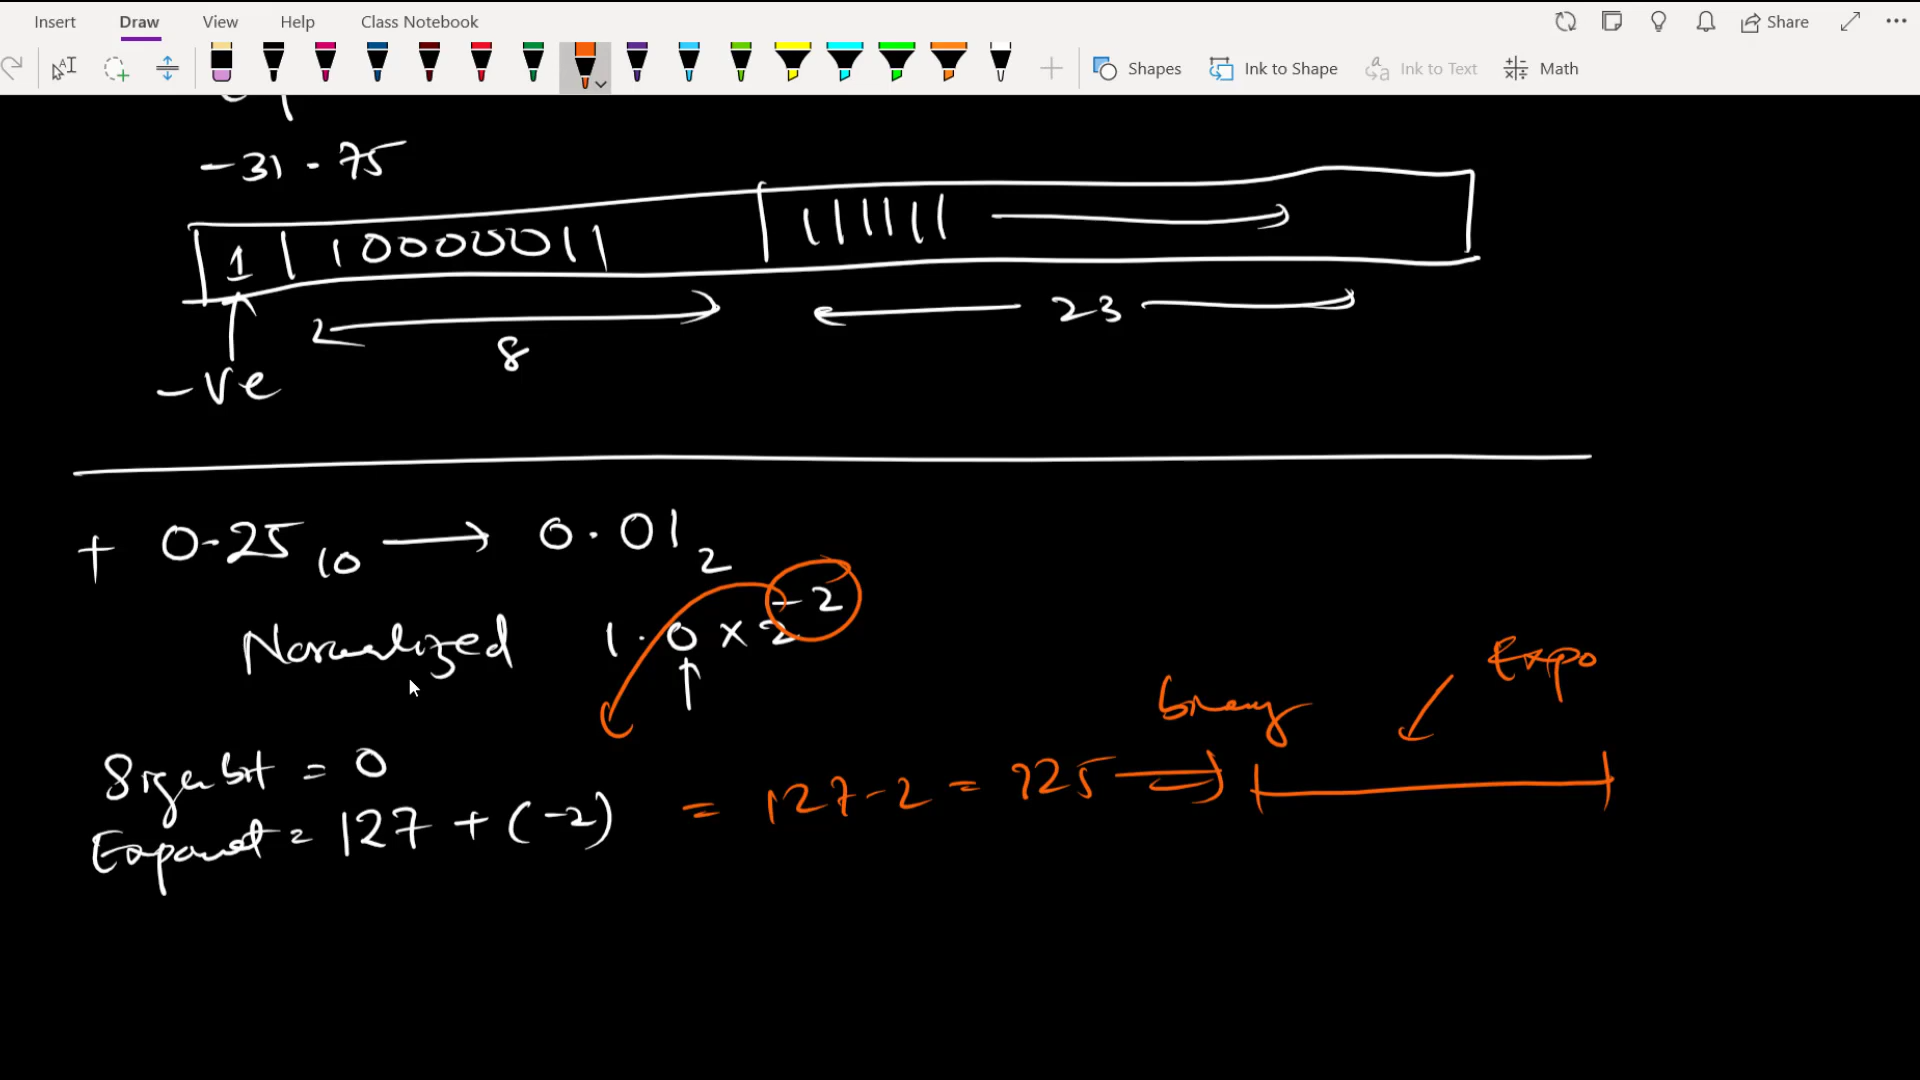 Insert Draw View Help Class Notebook Share
Shapes Ink to Shape Ink to Text Math
-31.75
1 10000011 111111
8 23
-ve
+ 0.25 10 → 0.01 2
Normalized 1.0 x 2 -2
Expo
binary
Sign bit = 0
Exponent = 127 + (-2) = 127-2 = 125